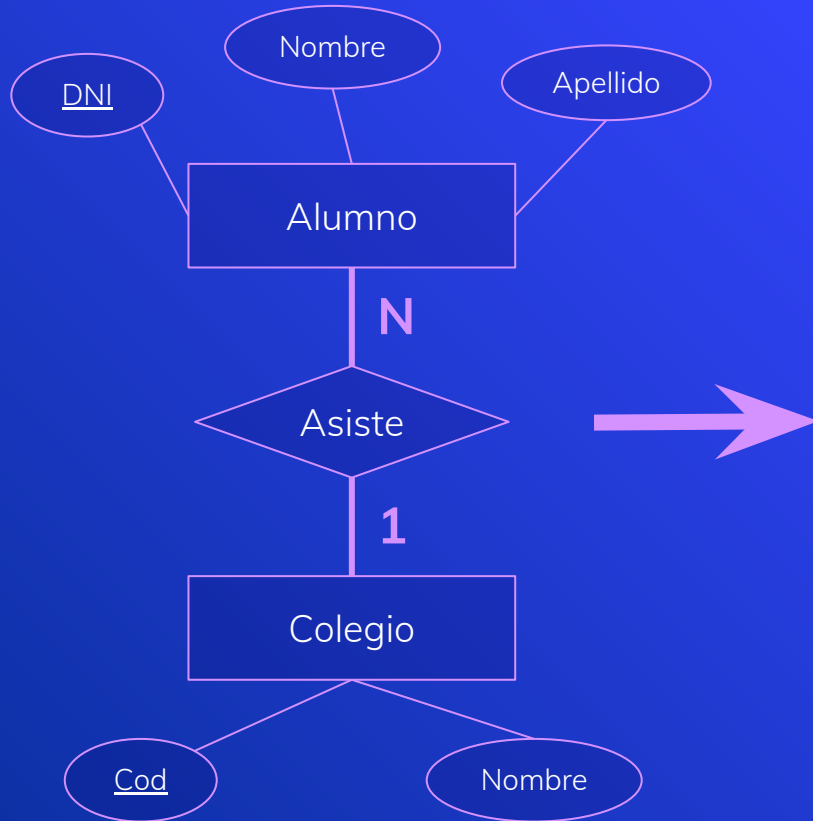 Nombre
DNI
Apellido
Alumno
N
Asiste
1
Colegio
Cod
Nombre